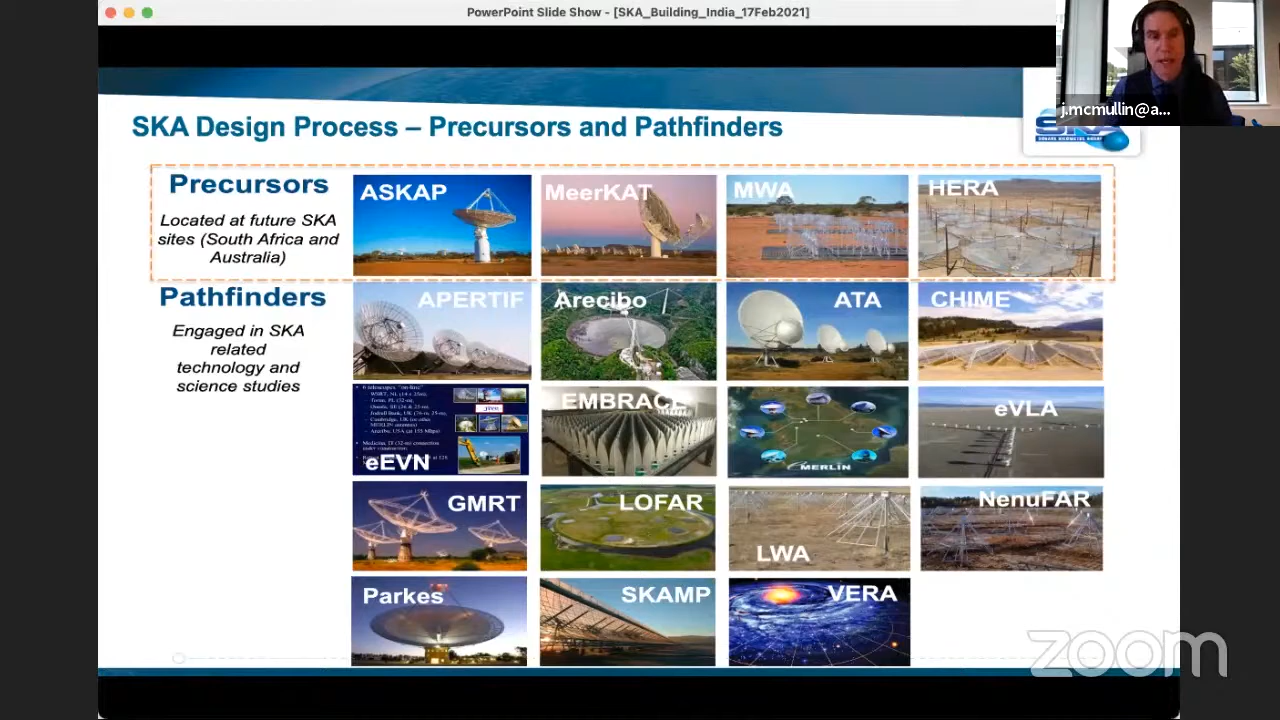 PowerPoint Slide Show - [SKA_Building_India_17Feb2021]
j.mcmullin@a...
SKA Design Process – Precursors and Pathfinders
SKA
Precursors
Located at future SKA
sites (South Africa and
Australia)
ASKAP
MeerKAT
MWA
HERA
Pathfinders
Engaged in SKA
related
technology and
science studies
APERTIF
Arecibo
ATA
CHIME
eEVN
EMBRACE
MERLIN
eVLA
GMRT
LOFAR
LWA
NenuFAR
Parkes
SKAMP
VERA
zoom